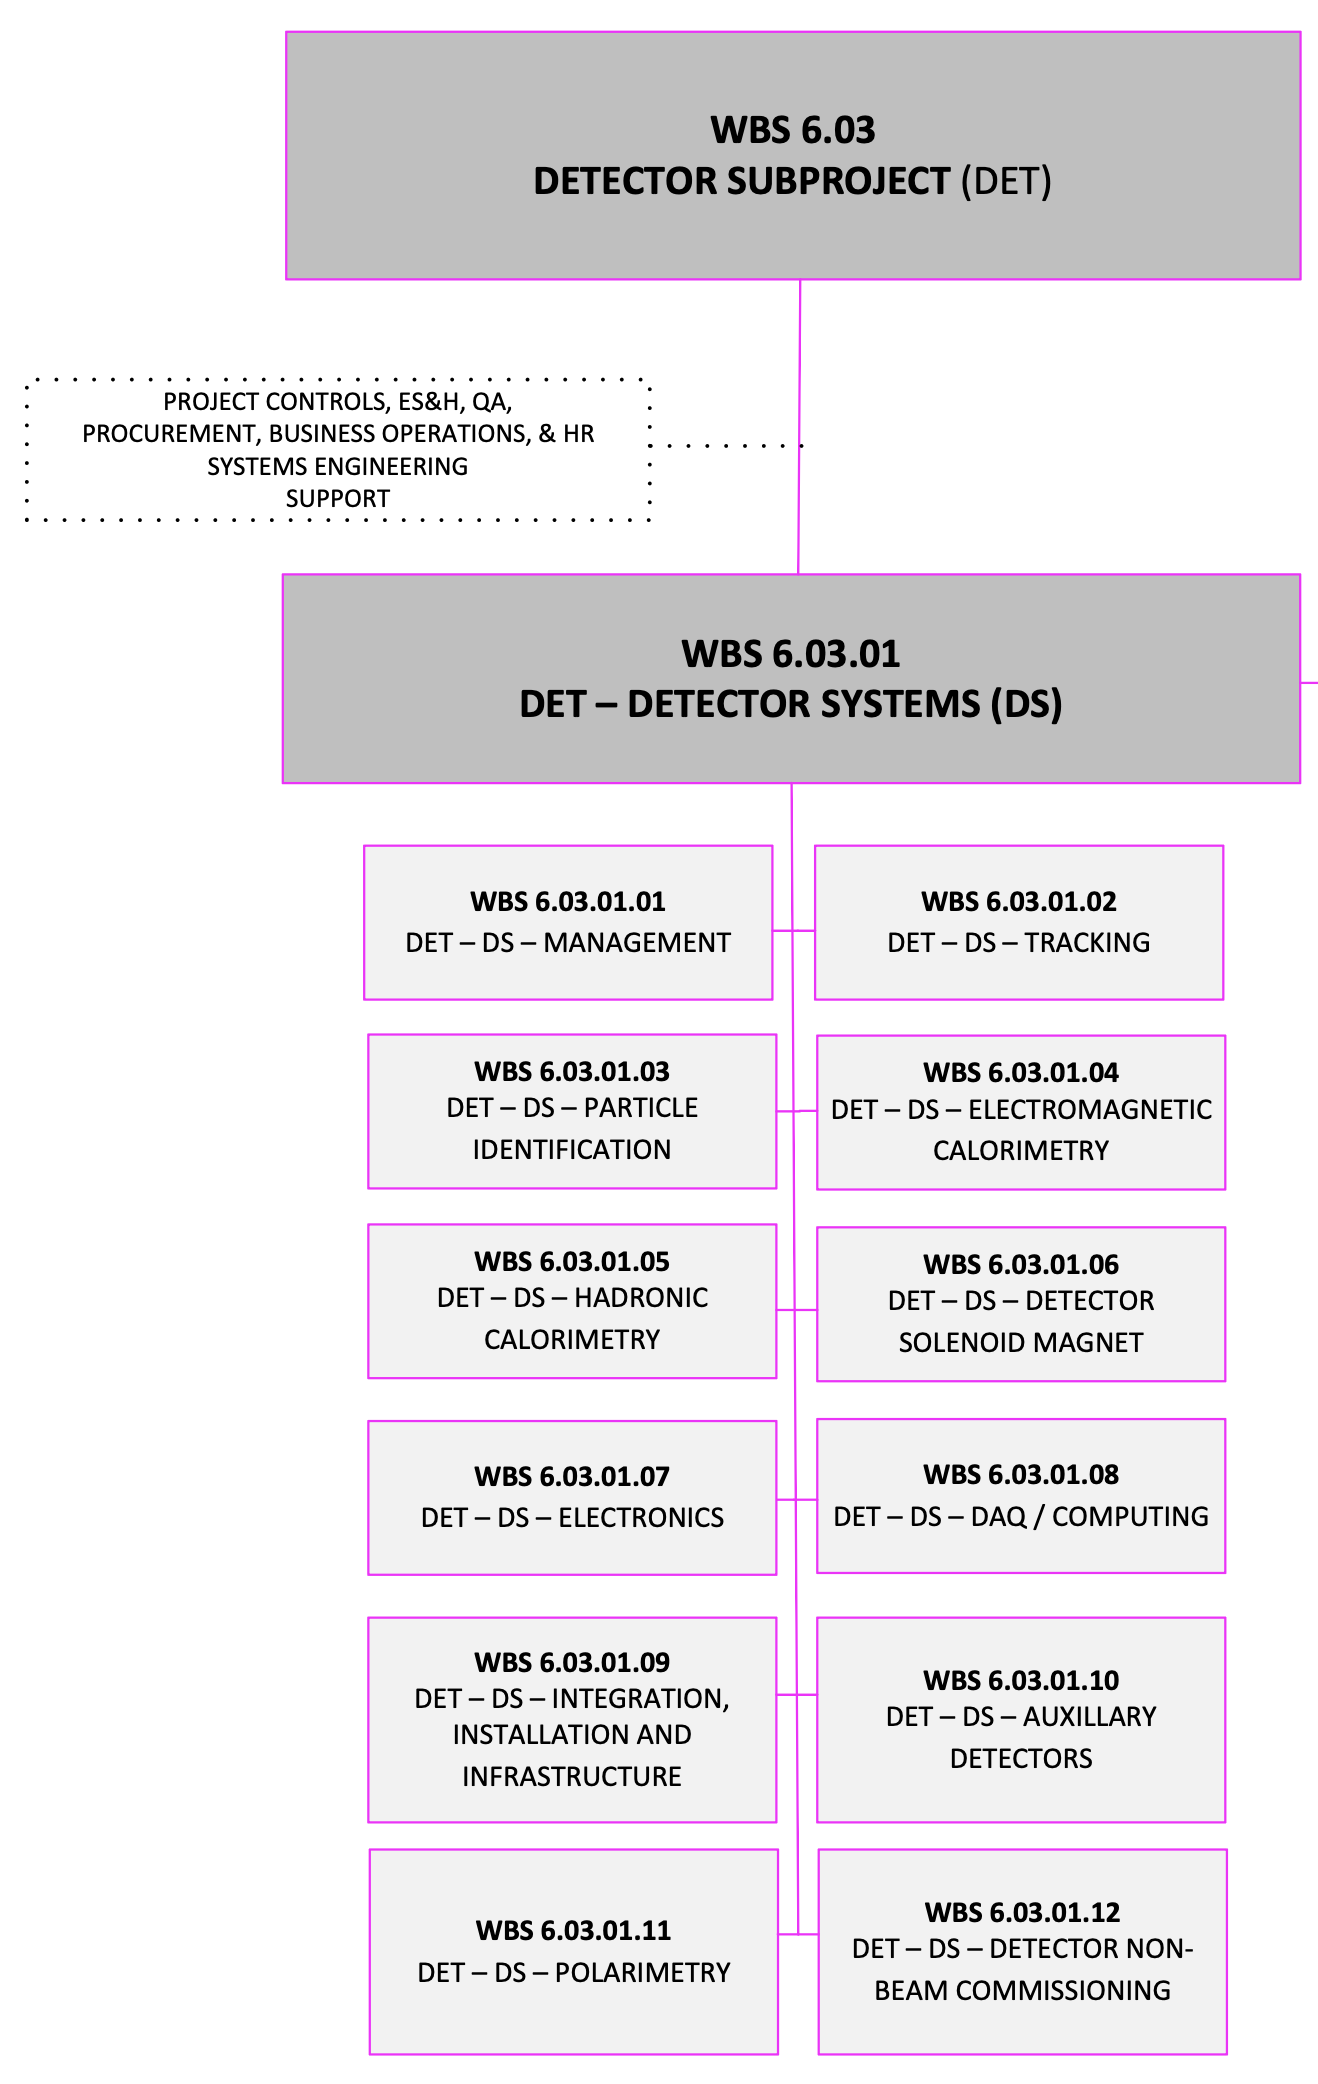 WBS 6.03
DETECTOR SUBPROJECT (DET)
PROJECT CONTROLS, ES&H, QA,
PROCUREMENT, BUSINESS OPERATIONS, & HR
SYSTEMS ENGINEERING
SUPPORT
WBS 6.03.01
DET – DETECTOR SYSTEMS (DS)
WBS 6.03.01.01
DET – DS – MANAGEMENT
WBS 6.03.01.02
DET – DS – TRACKING
WBS 6.03.01.03
DET – DS – PARTICLE
IDENTIFICATION
WBS 6.03.01.04
DET – DS – ELECTROMAGNETIC
CALORIMETRY
WBS 6.03.01.05
DET – DS – HADRONIC
CALORIMETRY
WBS 6.03.01.06
DET – DS – DETECTOR
SOLENOID MAGNET
WBS 6.03.01.07
DET – DS – ELECTRONICS
WBS 6.03.01.08
DET – DS – DAQ / COMPUTING
WBS 6.03.01.09
DET – DS – INTEGRATION,
INSTALLATION AND
INFRASTRUCTURE
WBS 6.03.01.10
DET – DS – AUXILLARY
DETECTORS
WBS 6.03.01.11
DET – DS – POLARIMETRY
WBS 6.03.01.12
DET – DS – DETECTOR NON-
BEAM COMMISSIONING